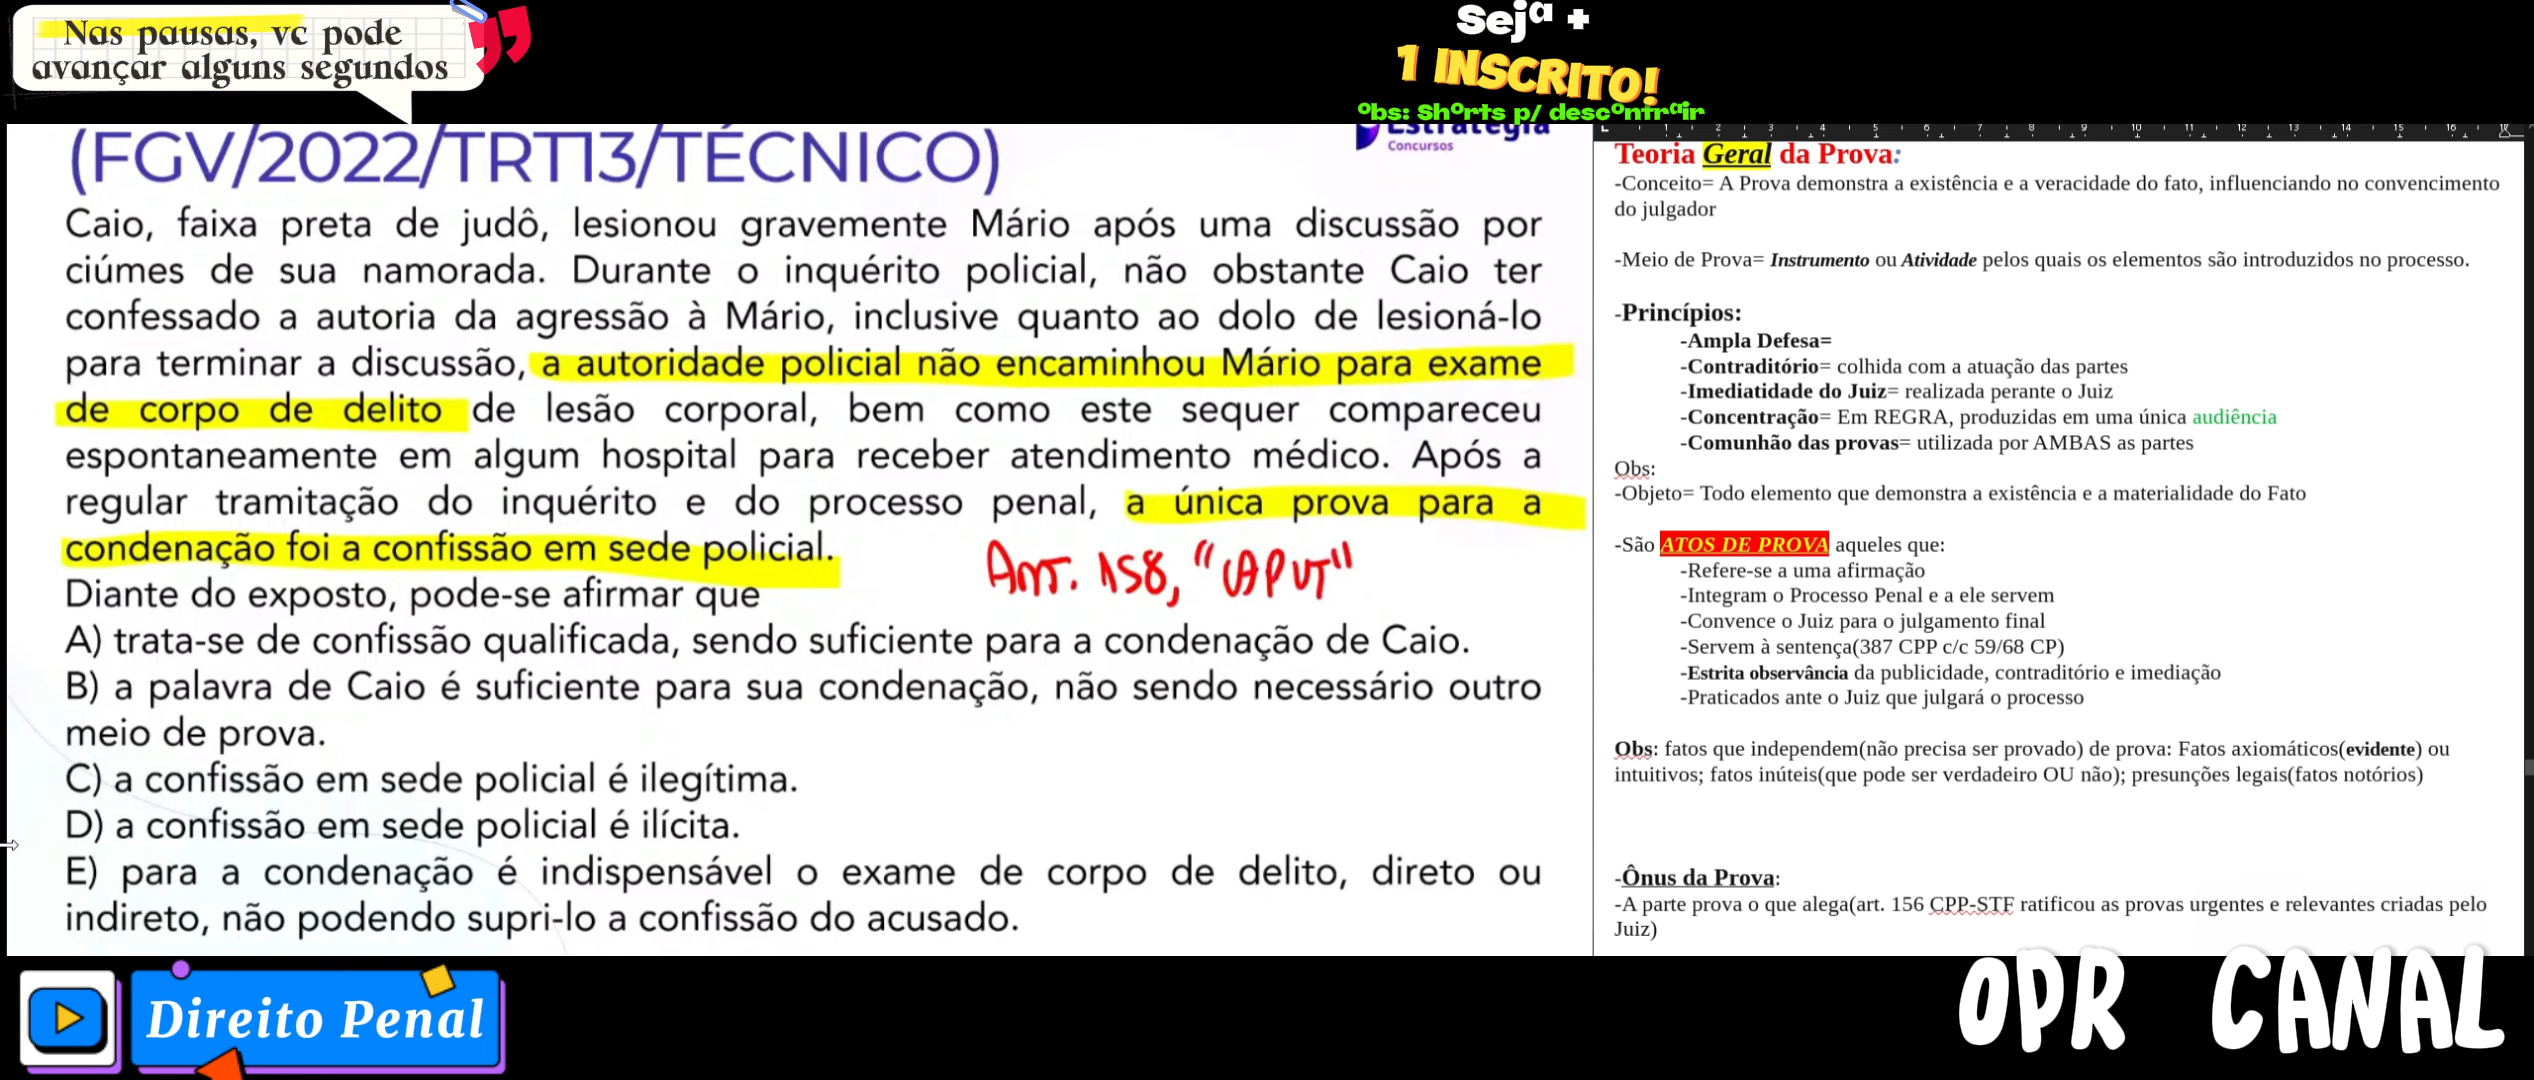 Nas pausas, vc pode
avançar alguns segundos
Seja +
1 INSCRITO!
Obs: Shorts p/ descontrair
(FGV/2022/TRT13/TÉCNICO)
Estratégia
Concursos
Caio, faixa preta de judô, lesionou gravemente Mário após uma discussão por
ciúmes de sua namorada. Durante o inquérito policial, não obstante Caio ter
confessado a autoria da agressão à Mário, inclusive quanto ao dolo de lesioná-lo
para terminar a discussão, a autoridade policial não encaminhou Mário para exame
de corpo de delito de lesão corporal, bem como este sequer compareceu
espontaneamente em algum hospital para receber atendimento médico. Após a
regular tramitação do inquérito e do processo penal, a única prova para a
condenação foi a confissão em sede policial.
Art. 158, "CAPUT"
Diante do exposto, pode-se afirmar que
A) trata-se de confissão qualificada, sendo suficiente para a condenação de Caio.
B) a palavra de Caio é suficiente para sua condenação, não sendo necessário outro
meio de prova.
C) a confissão em sede policial é ilegítima.
D) a confissão em sede policial é ilícita.
E) para a condenação é indispensável o exame de corpo de delito, direto ou
indireto, não podendo supri-lo a confissão do acusado.
1 2 3 4 5 6 7 8 9 10 11 12 13 14 15 16 17
Teoria Geral da Prova:
-Conceito= A Prova demonstra a existência e a veracidade do fato, influenciando no convencimento
do julgador
-Meio de Prova= Instrumento ou Atividade pelos quais os elementos são introduzidos no processo.
-Princípios:
-Ampla Defesa=
-Contraditório= colhida com a atuação das partes
-Imediatidade do Juiz= realizada perante o Juiz
-Concentração= Em REGRA, produzidas em uma única audiência
-Comunhão das provas= utilizada por AMBAS as partes
Obs:
-Objeto= Todo elemento que demonstra a existência e a materialidade do Fato
-São ATOS DE PROVA aqueles que:
-Refere-se a uma afirmação
-Integram o Processo Penal e a ele servem
-Convence o Juiz para o julgamento final
-Servem à sentença(387 CPP c/c 59/68 CP)
-Estrita observância da publicidade, contraditório e imediação
-Praticados ante o Juiz que julgará o processo
Obs: fatos que independem(não precisa ser provado) de prova: Fatos axiomáticos(evidente) ou
intuitivos; fatos inúteis(que pode ser verdadeiro OU não); presunções legais(fatos notórios)
-Ônus da Prova:
-A parte prova o que alega(art. 156 CPP-STF ratificou as provas urgentes e relevantes criadas pelo
Juiz)
Direito Penal
OPR CANAL